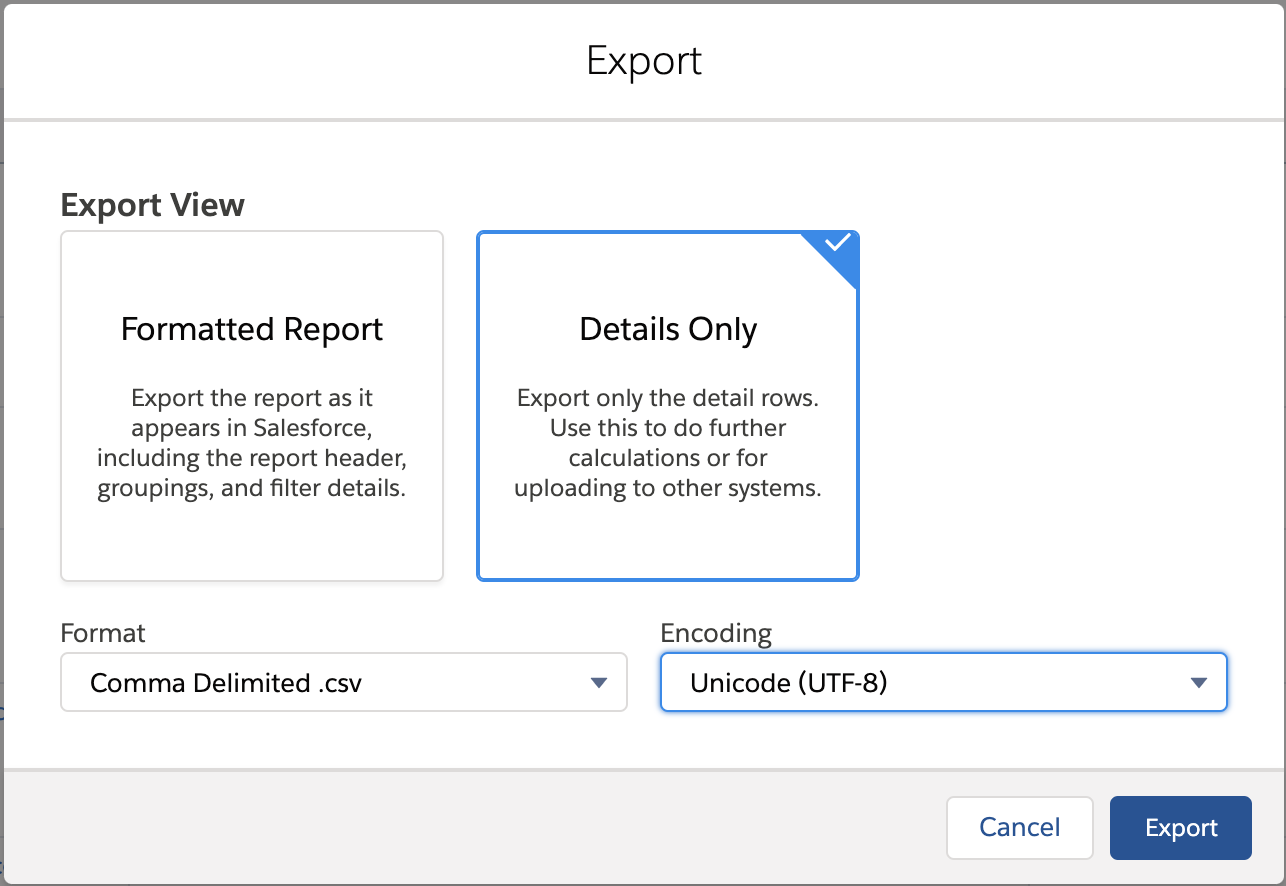 Export
Export View
Formatted Report
Export the report as it
appears in Salesforce,
including the report header,
groupings, and filter details.
Details Only
Export only the detail rows.
Use this to do further
calculations or for
uploading to other systems.
Format
Comma Delimited .csv
Encoding
Unicode (UTF-8)
Cancel
Export